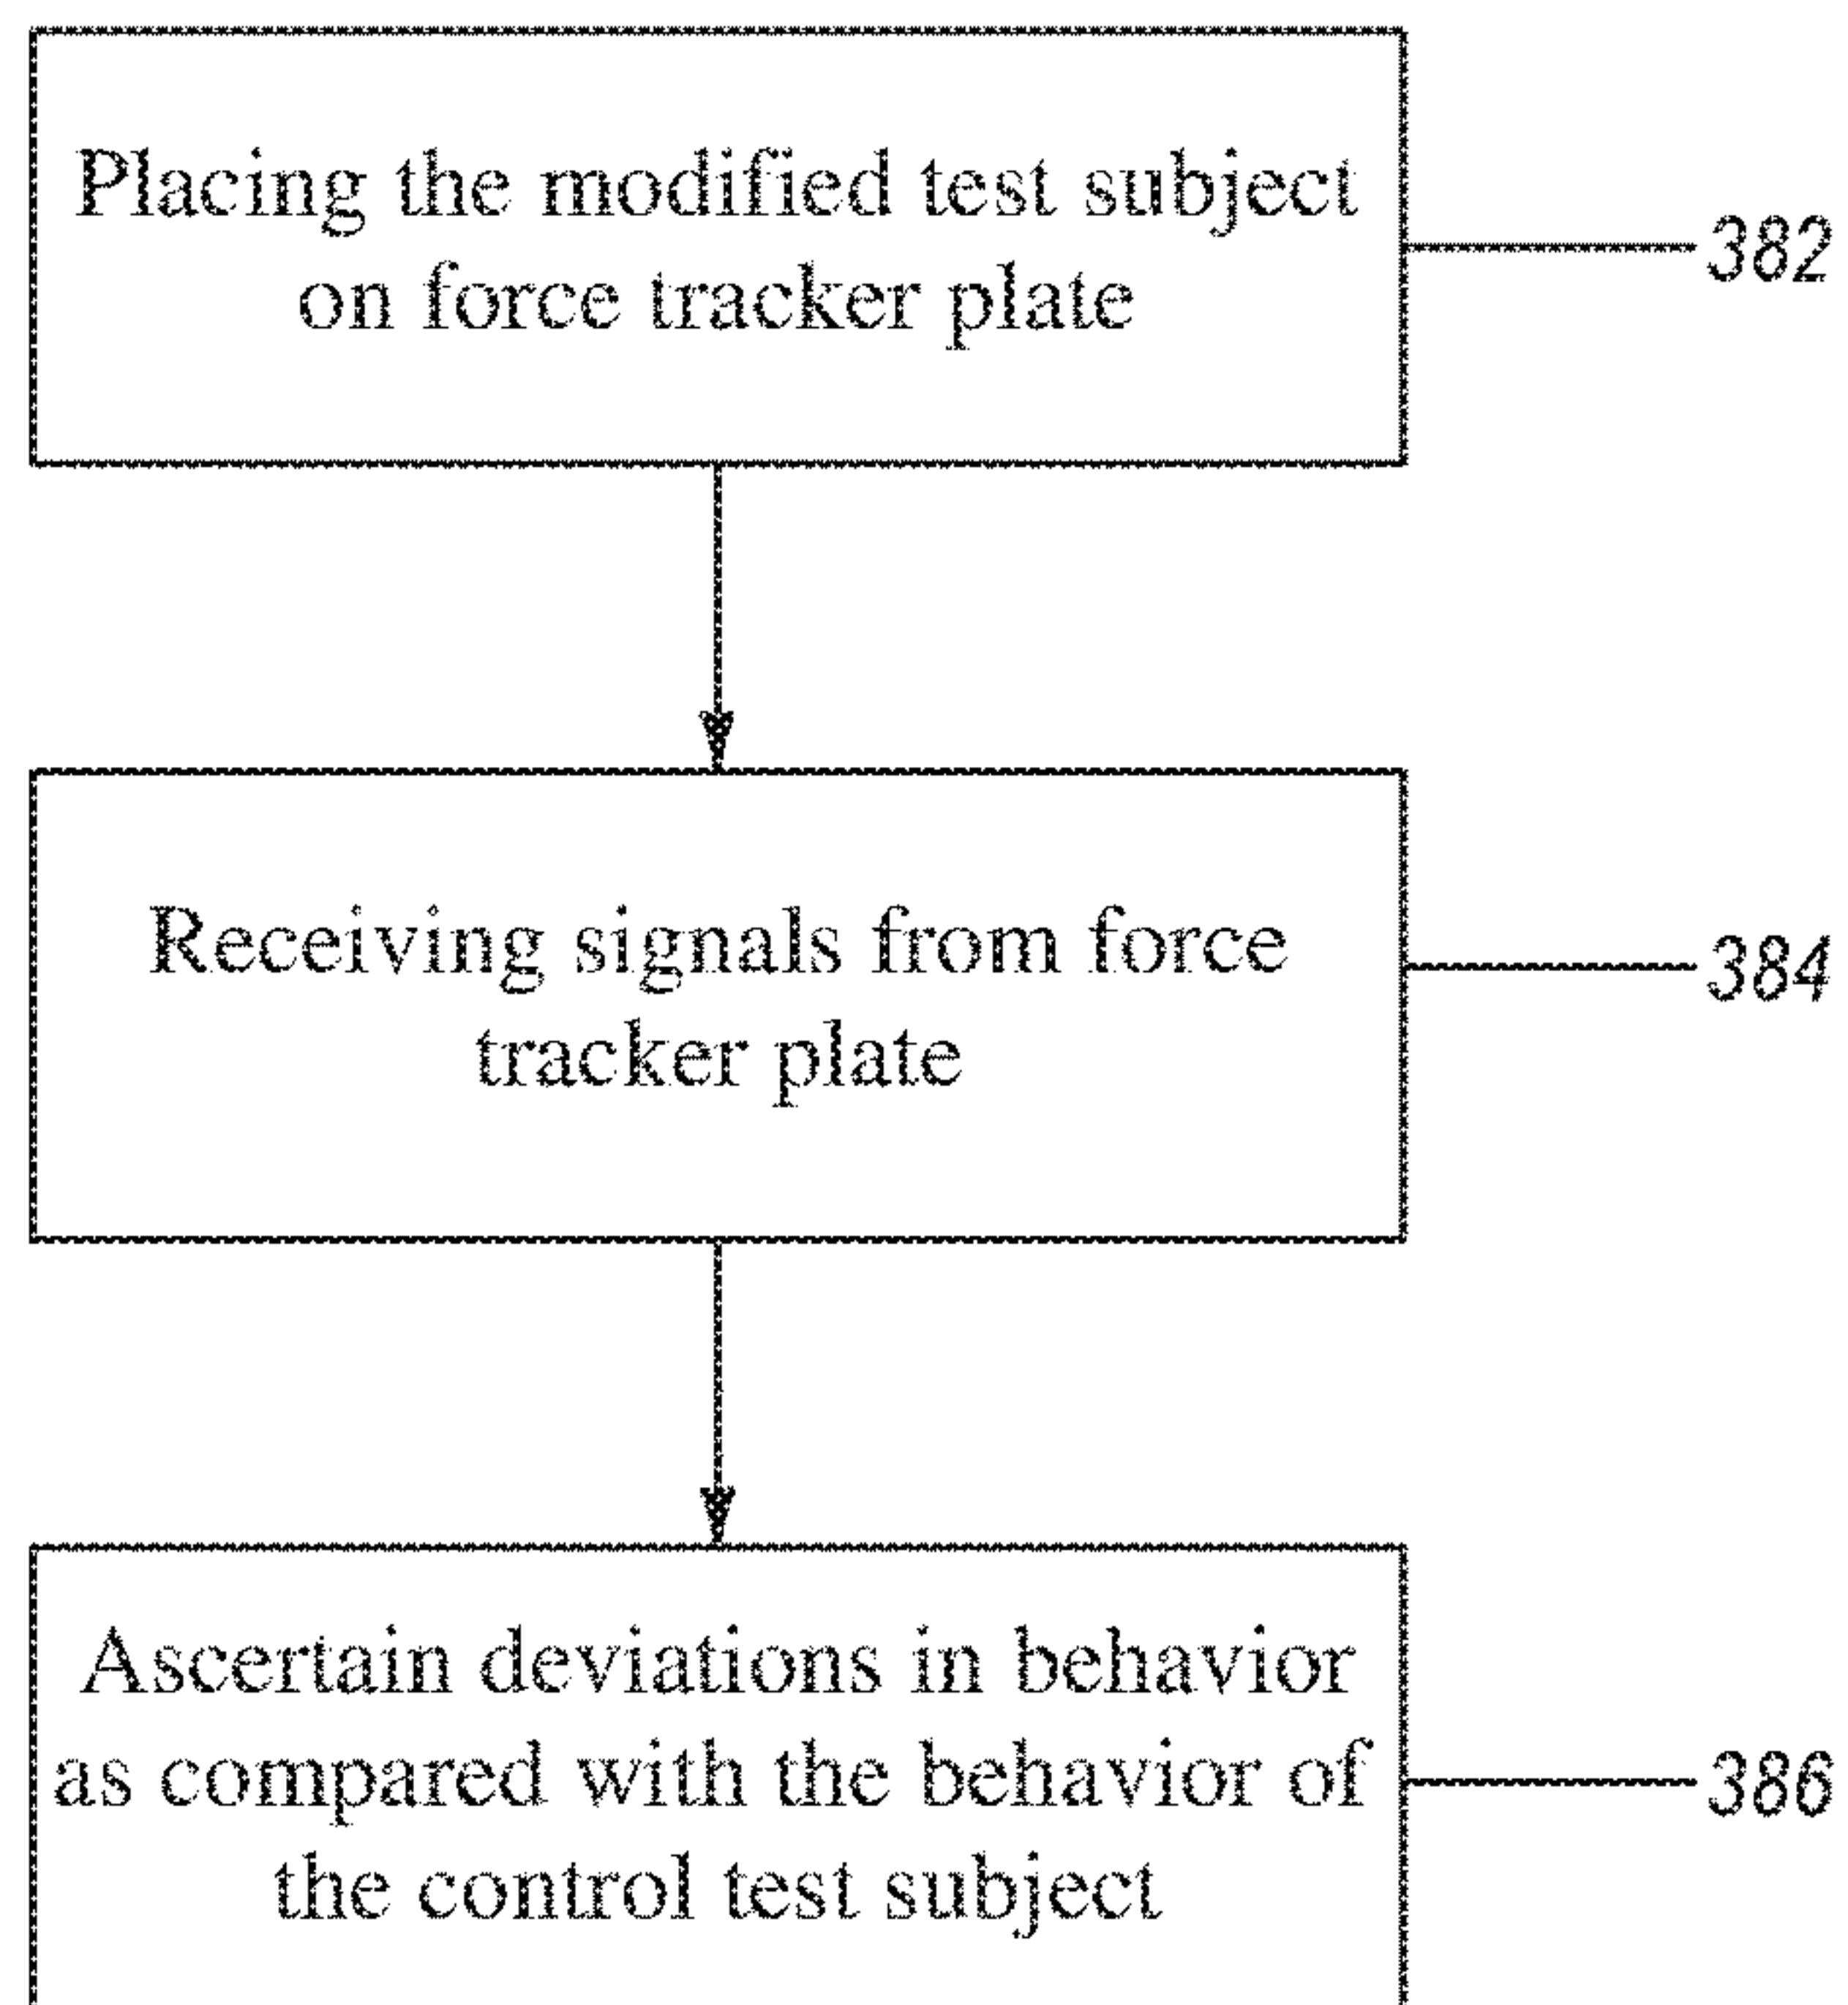 Placing the modified test subject
on force tracker plate
382
Receiving signals from force
tracker plate
384
Ascertain deviations in behavior
as compared with the behavior of
the control test subject
386